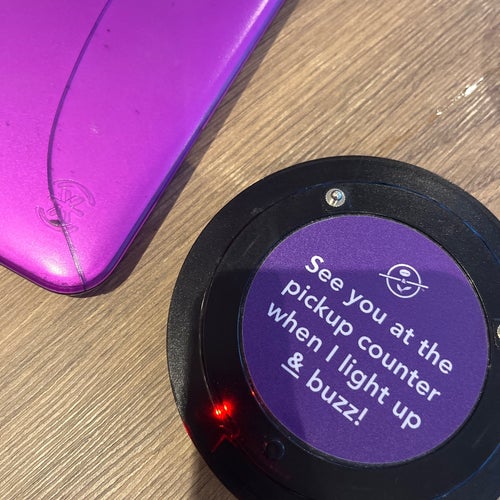 See you at the
pickup counter
when I light up
& buzz!